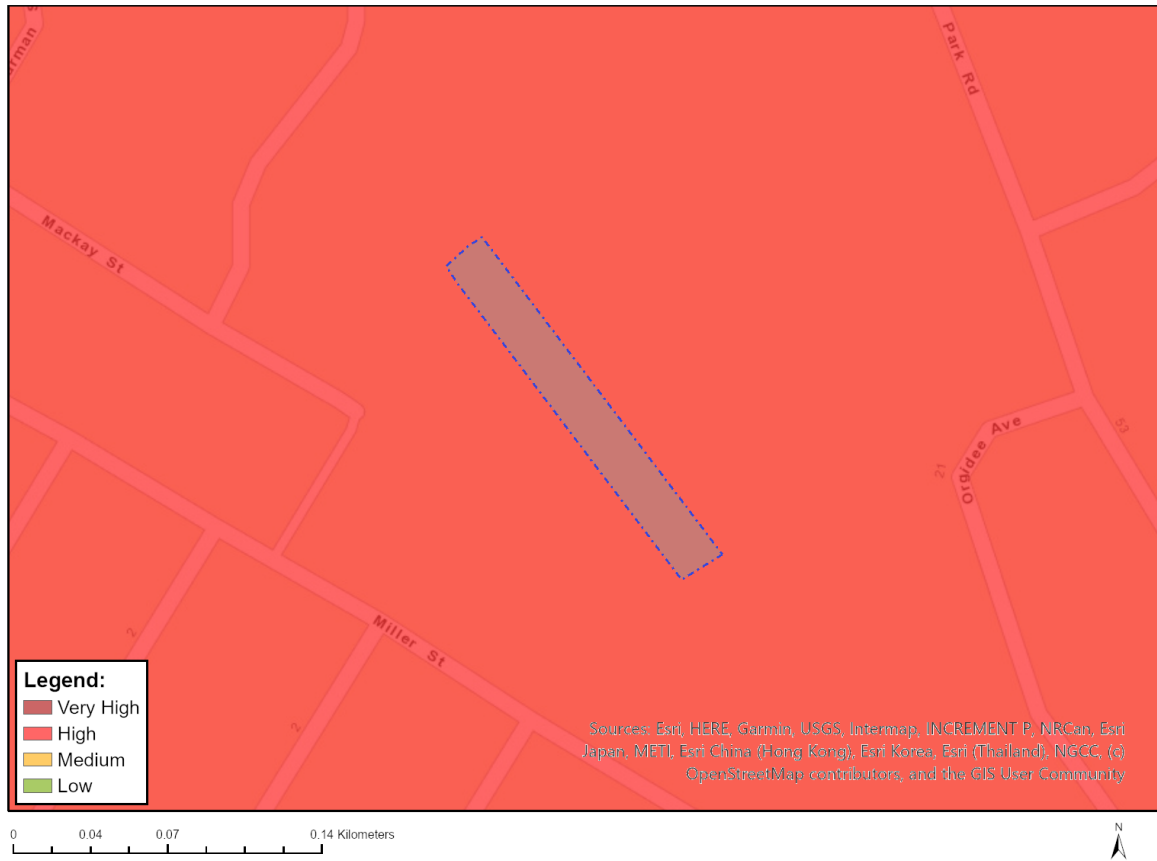 Park Rd
Mackay St
53
Orgidee Ave
21
2
Miller St
2
Legend:
Very High
High
Medium
Low
Sources: Esri, HERE, Garmin, USGS, Intermap, INCREMENT P, NRCan, Esri
Japan, METI, Esri China (Hong Kong), Esri Korea, Esri (Thailand), NGCC, (c)
OpenStreetMap contributors, and the GIS User Community
0 0.04 0.07 0.14 Kilometers
N